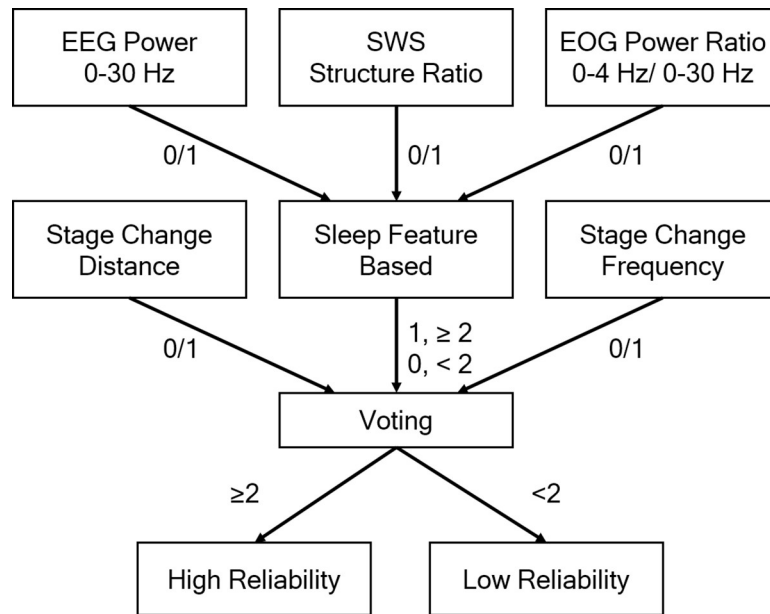 EEG Power
0-30 Hz
SWS
Structure Ratio
EOG Power Ratio
0-4 Hz/ 0-30 Hz
0/1
0/1
0/1
Stage Change
Distance
Sleep Feature
Based
Stage Change
Frequency
0/1
1, ≥ 2
0, < 2
0/1
Voting
≥2
<2
High Reliability
Low Reliability